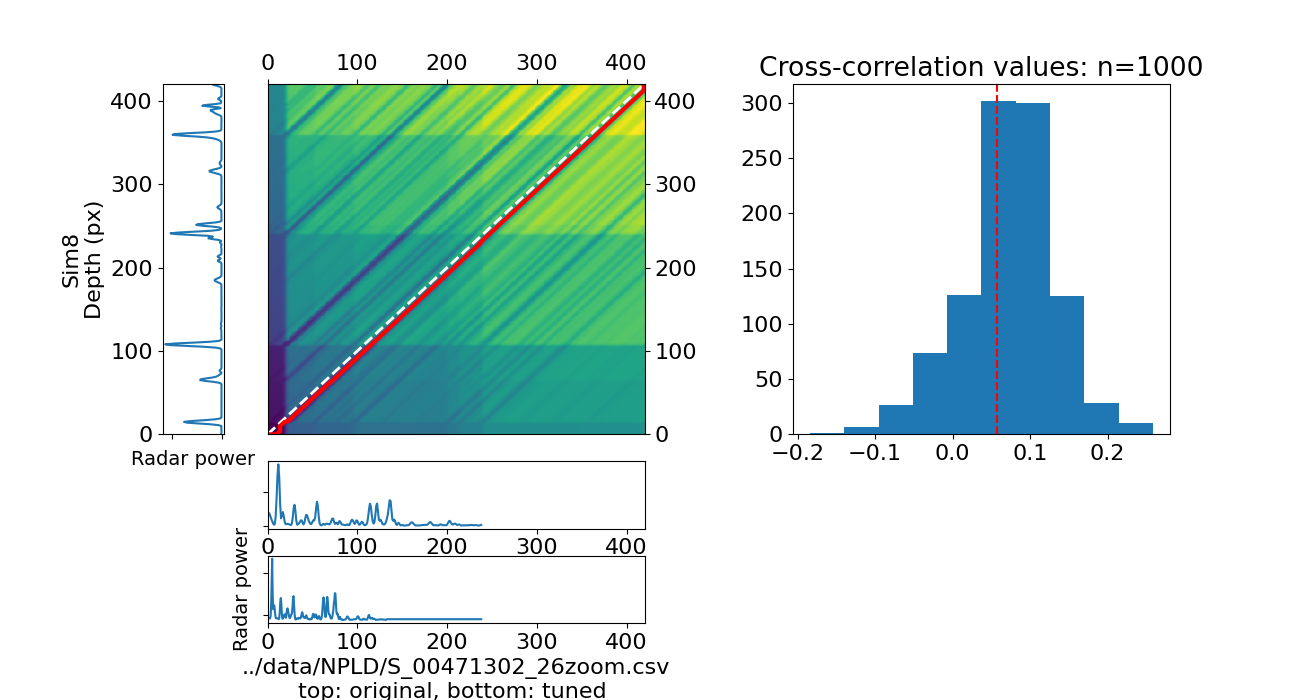 0 100 200 300 400
Cross-correlation values: n=1000
400
300
200
100
0
Sim8
Depth (px)
Radar power
400
300
200
100
0
300
250
200
150
100
50
0
−0.2 −0.1 0.0 0.1 0.2
0 100 200 300 400
Radar power
0 100 200 300 400
../data/NPLD/S_00471302_26zoom.csv
top: original, bottom: tuned